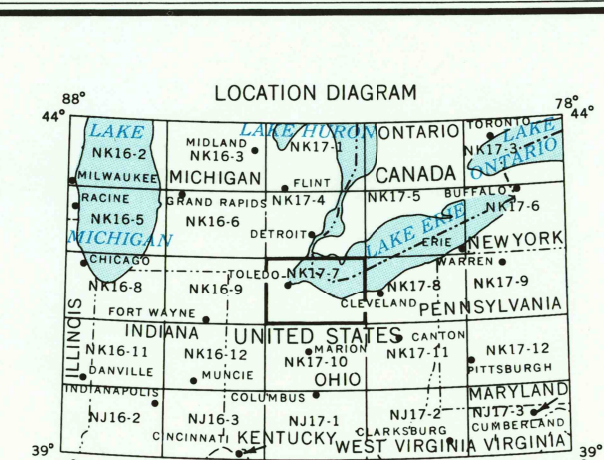 LOCATION DIAGRAM
88° 78°
44° 44°
TORONTO
LAKE LAKE HURON ONTARIO LAKE
MIDLAND NK17-1 NK17-3
NK16-2 NK16-3 ONTARIO
MICHIGAN CANADA
MILWAUKEE FLINT
RACINE GRAND RAPIDS NK17-4 NK17-5 BUFFALO
NK16-5 NK16-6 NK17-6
MICHIGAN DETROIT LAKE ERIE ERIE NEW YORK
CHICAGO TOLEDO NK17-7 WARREN
NK16-8 NK16-9 NK17-8 NK17-9
CLEVELAND PENNSYLVANIA
FORT WAYNE
ILLINOIS INDIANA UNITED STATES CANTON
NK16-11 NK16-12 MARION NK17-11 NK17-12
NK17-10
DANVILLE MUNCIE OHIO PITTSBURGH
INDIANAPOLIS COLUMBUS MARYLAND
NJ16-2 NJ16-3 NJ17-1 NJ17-2 NJ17-3
CUMBERLAND
CINCINNATI KENTUCKY CLARKSBURG
WEST VIRGINIA VIRGINIA
39° 39°